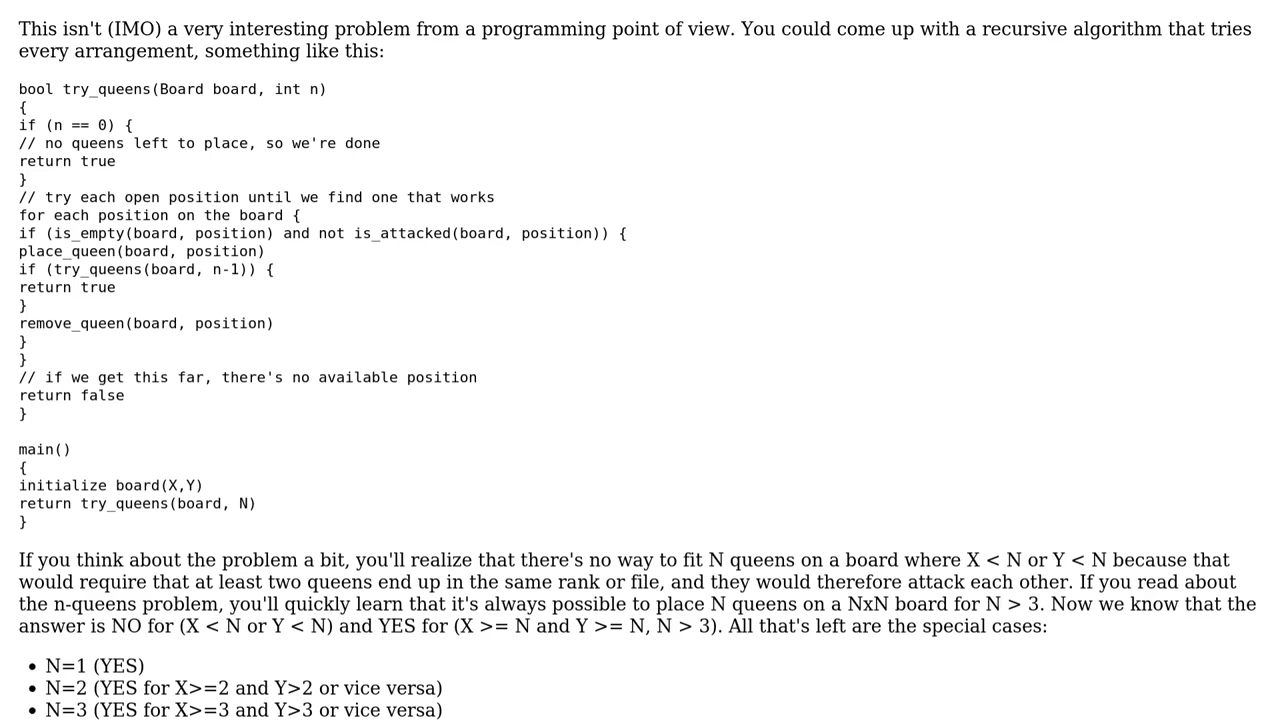 This isn't (IMO) a very interesting problem from a programming point of view. You could come up with a recursive algorithm that tries
every arrangement, something like this:
bool try_queens(Board board, int n)
{
if (n == 0) {
// no queens left to place, so we're done
return true
}
// try each open position until we find one that works
for each position on the board {
if (is_empty(board, position) and not is_attacked(board, position)) {
place_queen(board, position)
if (try_queens(board, n-1)) {
return true
}
remove_queen(board, position)
}
}
// if we get this far, there's no available position
return false
}
main()
{
initialize board(X,Y)
return try_queens(board, N)
}
If you think about the problem a bit, you'll realize that there's no way to fit N queens on a board where X < N or Y < N because that
would require that at least two queens end up in the same rank or file, and they would therefore attack each other. If you read about
the n-queens problem, you'll quickly learn that it's always possible to place N queens on a NxN board for N > 3. Now we know that the
answer is NO for (X < N or Y < N) and YES for (X >= N and Y >= N, N > 3). All that's left are the special cases:
• N=1 (YES)
• N=2 (YES for X>=2 and Y>2 or vice versa)
• N=3 (YES for X>=3 and Y>3 or vice versa)